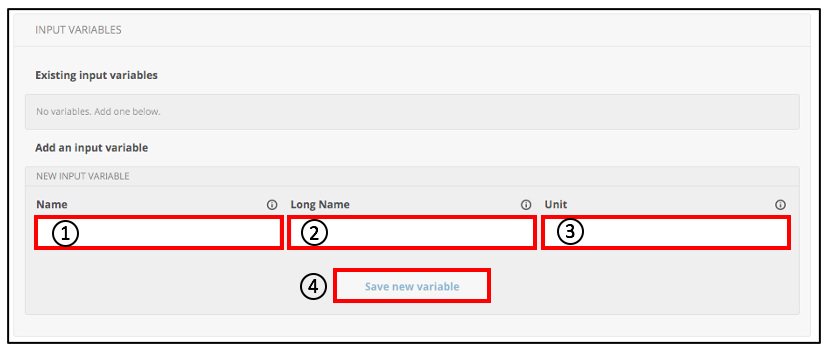 INPUT VARIABLES
Existing input variables
No variables. Add one below.
Add an input variable
NEW INPUT VARIABLE
Name Long Name Unit
① ② ③
④ Save new variable